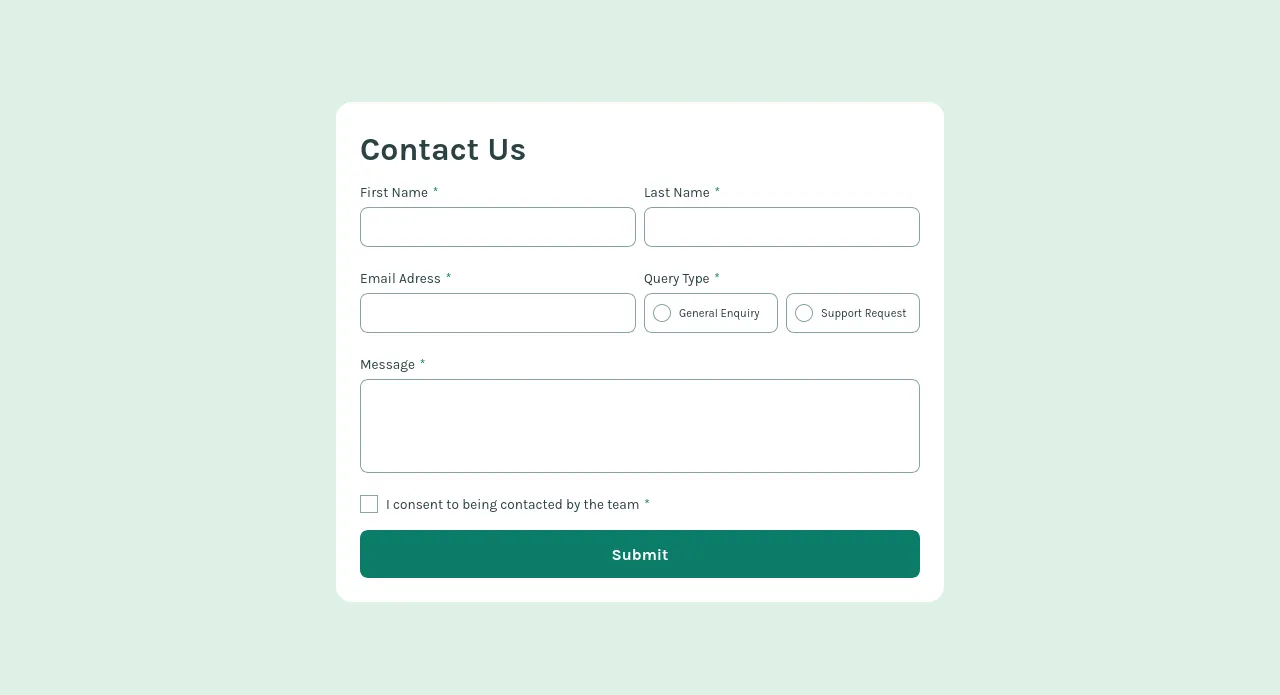 Contact Us
First Name *
Last Name *
Email Adress *
Query Type *
General Enquiry
Support Request
Message *
I consent to being contacted by the team *
Submit